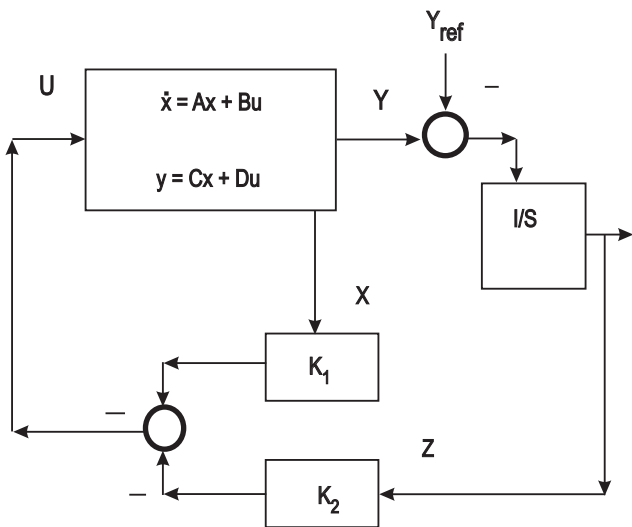 Y_ref
U
ẋ = Ax + Bu
Y
–
y = Cx + Du
I/S
X
K_1
–
Z
–
K_2